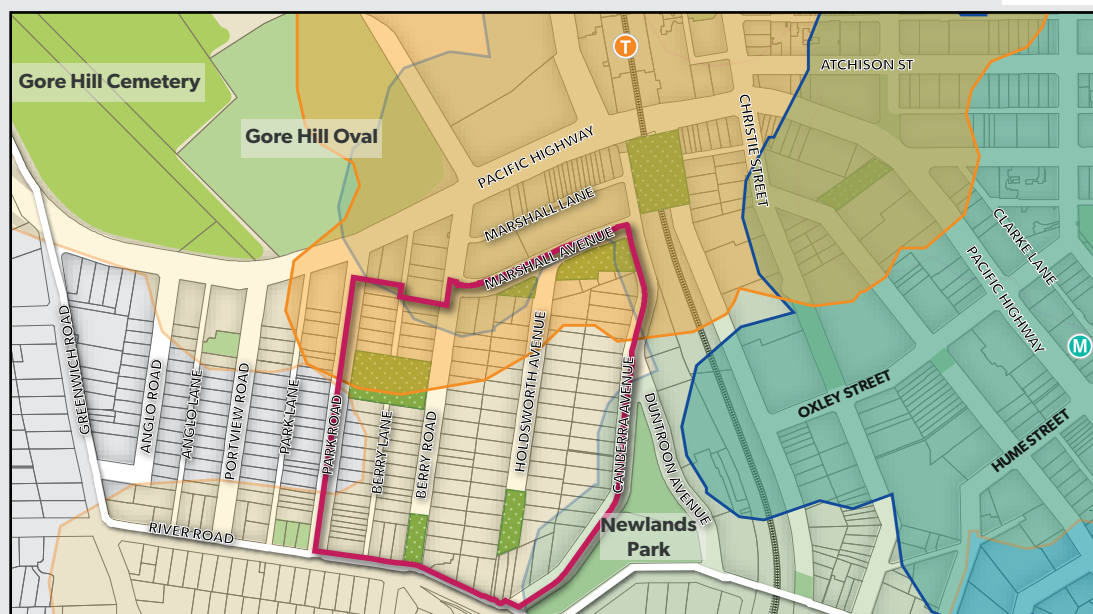 T
ATCHISON ST
Gore Hill Cemetery
Gore Hill Oval
CHRISTIE STREET
PACIFIC HIGHWAY
MARSHALL LANE
MARSHALL AVENUE
CLARKE LANE
PACIFIC HIGHWAY
M
GREENWICH ROAD
ANGLO ROAD
ANGLO LANE
PORTVIEW ROAD
PARK LANE
PARK ROAD
BERRY LANE
BERRY ROAD
HOLDSWORTH AVENUE
CANBERRA AVENUE
DUNTROON AVENUE
OXLEY STREET
HUME STREET
RIVER ROAD
Newlands
Park